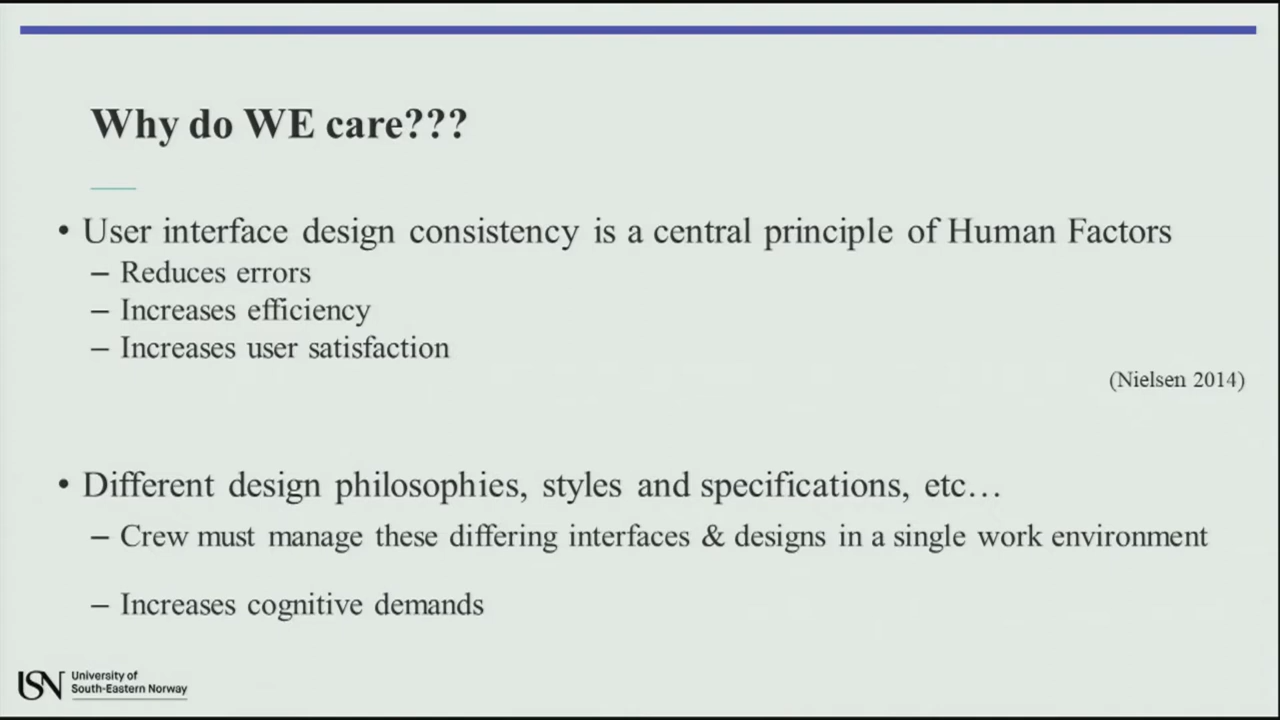 Why do WE care???
• User interface design consistency is a central principle of Human Factors
– Reduces errors
– Increases efficiency
– Increases user satisfaction
(Nielsen 2014)
• Different design philosophies, styles and specifications, etc…
– Crew must manage these differing interfaces & designs in a single work environment
– Increases cognitive demands
USN University of
South-Eastern Norway